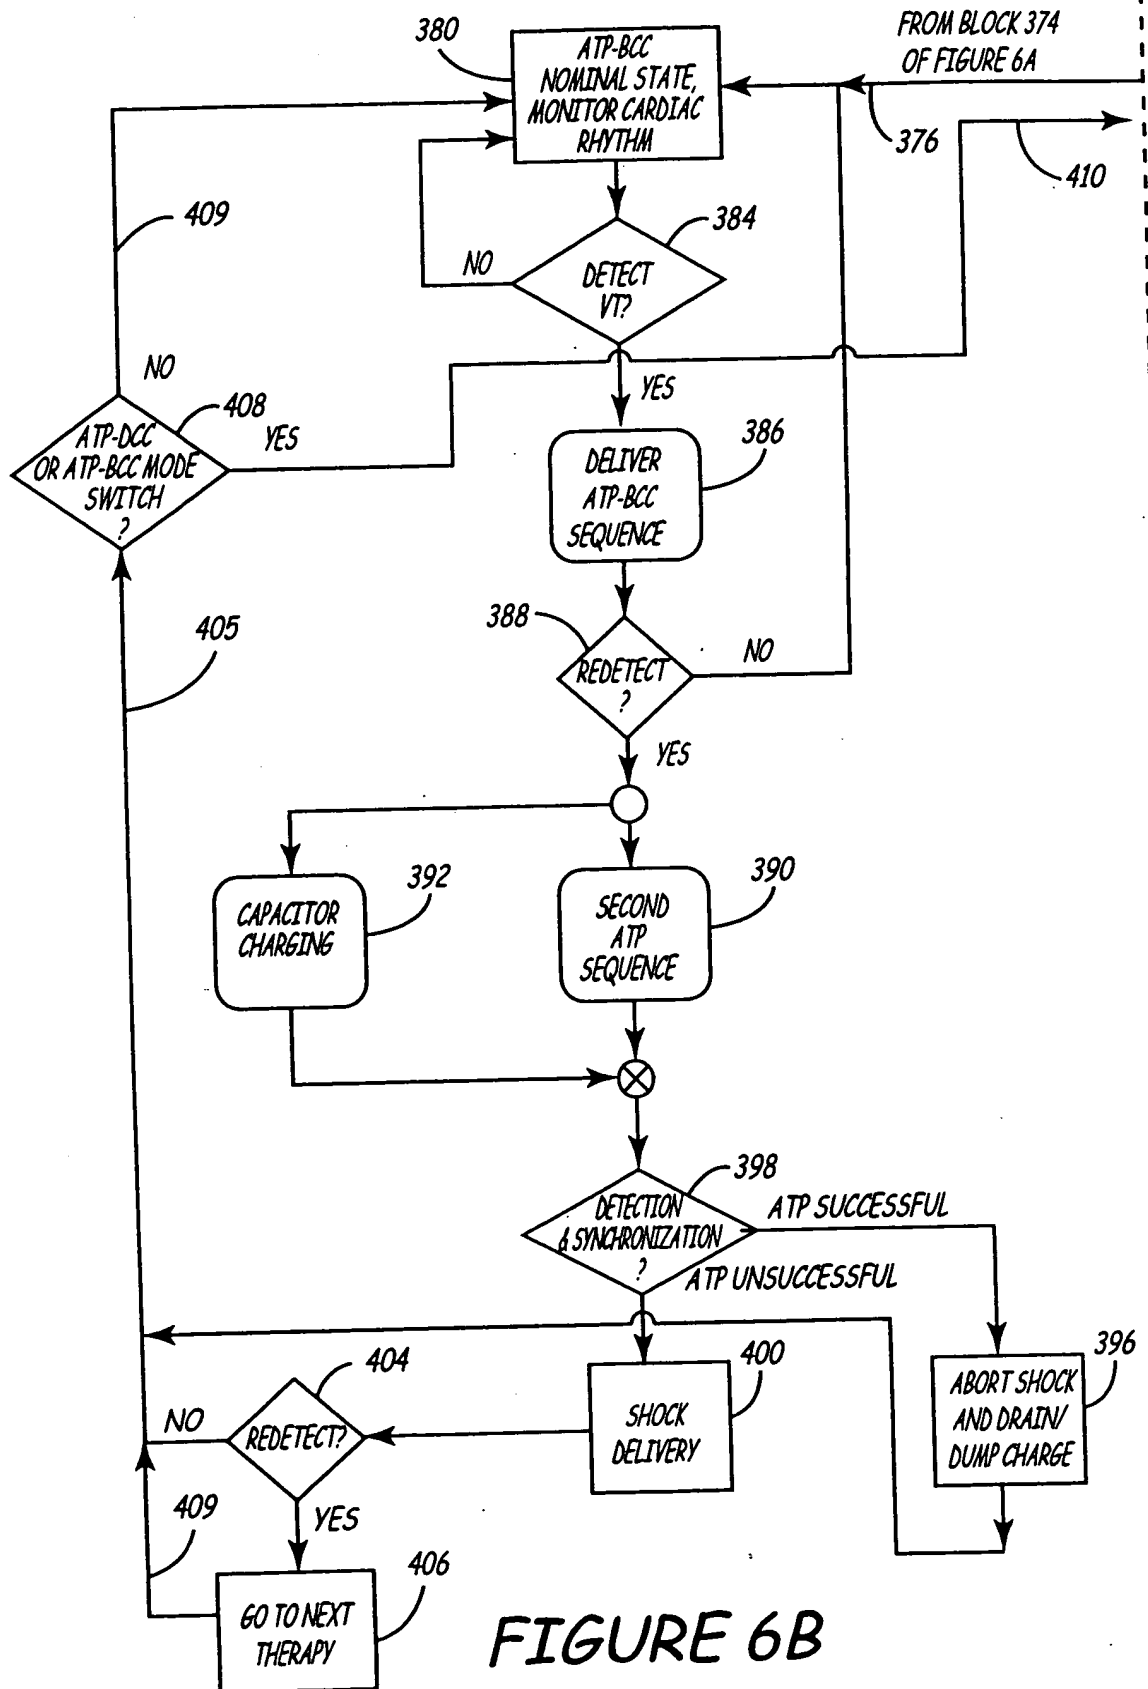 380
ATP-BCC
NOMINAL STATE,
MONITOR CARDIAC
RHYTHM
FROM BLOCK 374
OF FIGURE 6A
376
410
409
384
NO
DETECT
VT?
NO
YES
408
ATP-DCC
OR ATP-BCC MODE
SWITCH
?
YES
386
DELIVER
ATP-BCC
SEQUENCE
405
388
REDETECT
?
NO
YES
392
CAPACITOR
CHARGING
390
SECOND
ATP
SEQUENCE
398
DETECTION
& SYNCHRONIZATION
?
ATP SUCCESSFUL
ATP UNSUCCESSFUL
404
REDETECT?
NO
400
SHOCK
DELIVERY
396
ABORT SHOCK
AND DRAIN/
DUMP CHARGE
409
YES
406
GO TO NEXT
THERAPY
FIGURE 6B